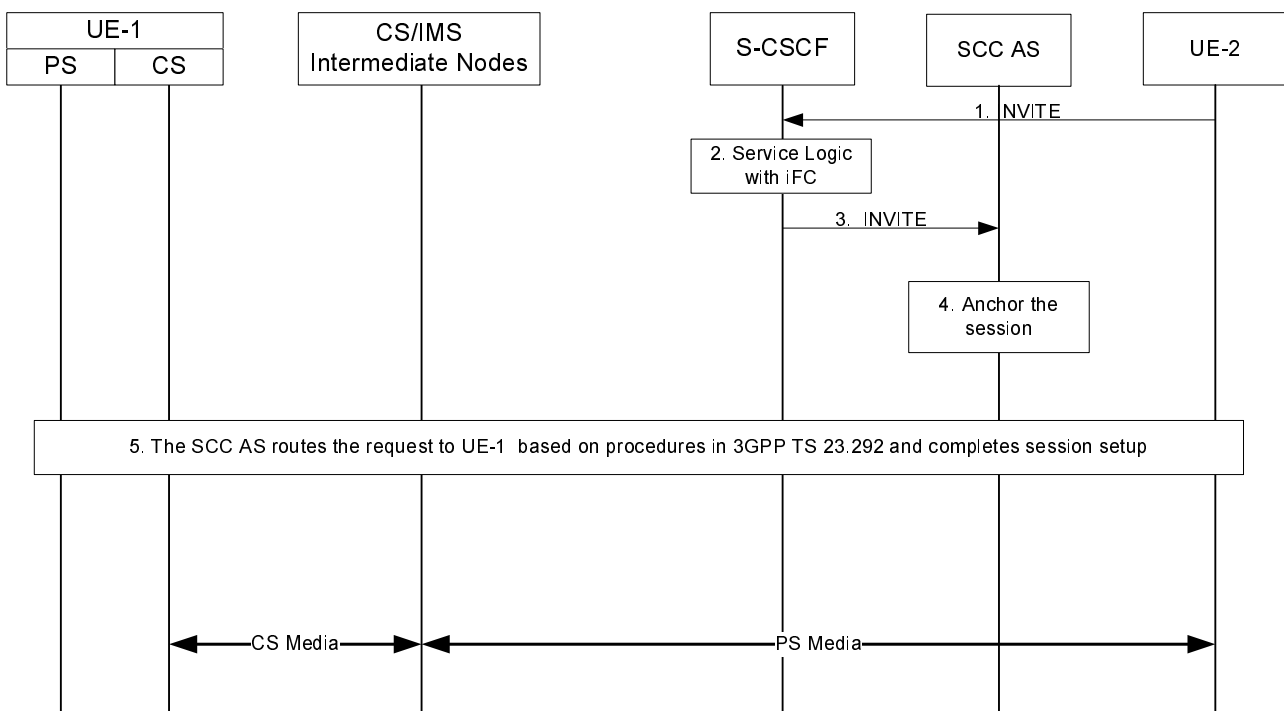 UE-1
PS
CS
CS/IMS
Intermediate Nodes
S-CSCF
SCC AS
UE-2
1. INVITE
2. Service Logic
with iFC
3. INVITE
4. Anchor the
session
5. The SCC AS routes the request to UE-1 based on procedures in 3GPP TS 23.292 and completes session setup
CS Media
PS Media